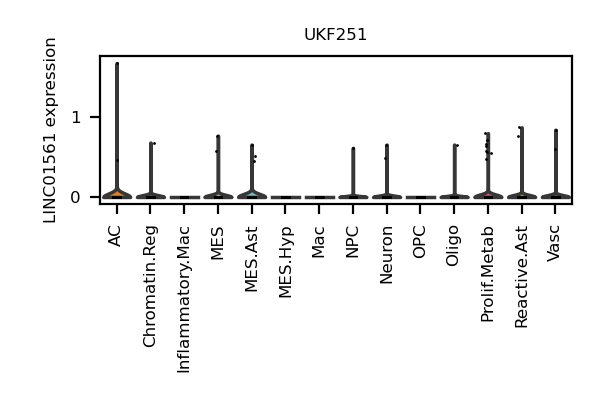 UKF251
LINC01561 expression
1
0
AC
Chromatin.Reg
Inflammatory.Mac
MES
MES.Ast
MES.Hyp
Mac
NPC
Neuron
OPC
Oligo
Prolif.Metab
Reactive.Ast
Vasc